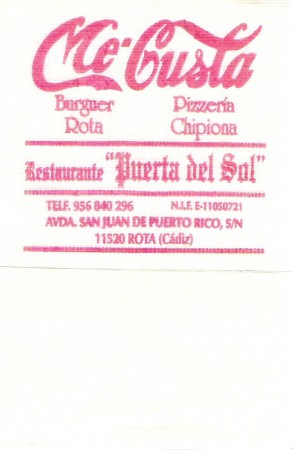 Me-Gusta
Burguer Pizzería
Rota Chipiona
Restaurante "Puerta del Sol"
TELF. 956 840 296 N.I.F. E-11050721
AVDA. SAN JUAN DE PUERTO RICO, S/N
11520 ROTA (Cádiz)